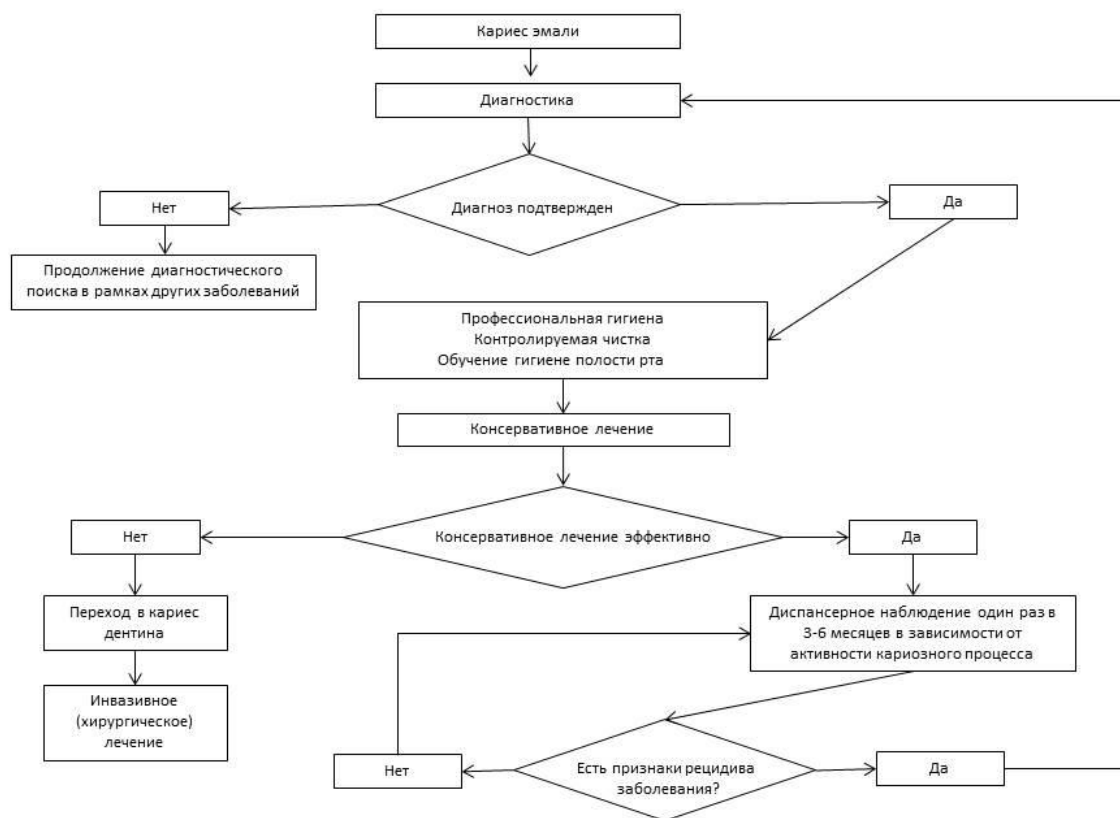 Кариес эмали
Диагностика
Диагноз подтвержден
Нет
Да
Продолжение диагностического
поиска в рамках других заболеваний
Профессиональная гигиена
Контролируемая чистка
Обучение гигиене полости рта
Консервативное лечение
Консервативное лечение эффективно
Нет
Да
Переход в кариес
дентина
Диспансерное наблюдение один раз в
3-6 месяцев в зависимости от
активности кариозного процесса
Инвазивное
(хирургическое)
лечение
Есть признаки рецидива
заболевания?
Нет
Да